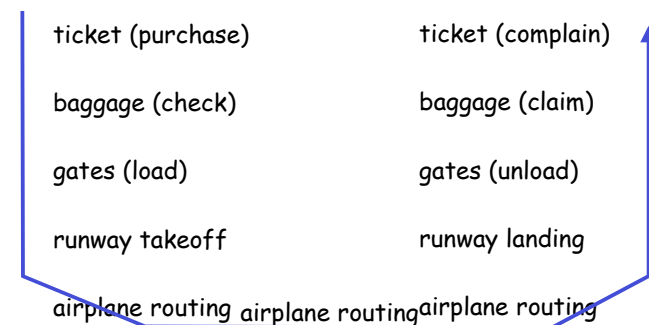 ticket (purchase) ticket (complain)
baggage (check) baggage (claim)
gates (load) gates (unload)
runway takeoff runway landing
airplane routing airplane routing airplane routing